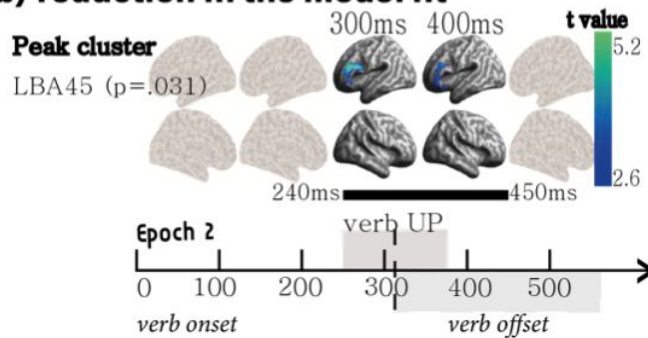 b) reduction in the model fit
300ms 400ms
t value
Peak cluster
LBA45 (p=.031)
5.2
2.6
240ms 450ms
verb UP
Epoch 2
0 100 200 300 400 500
verb onset verb offset